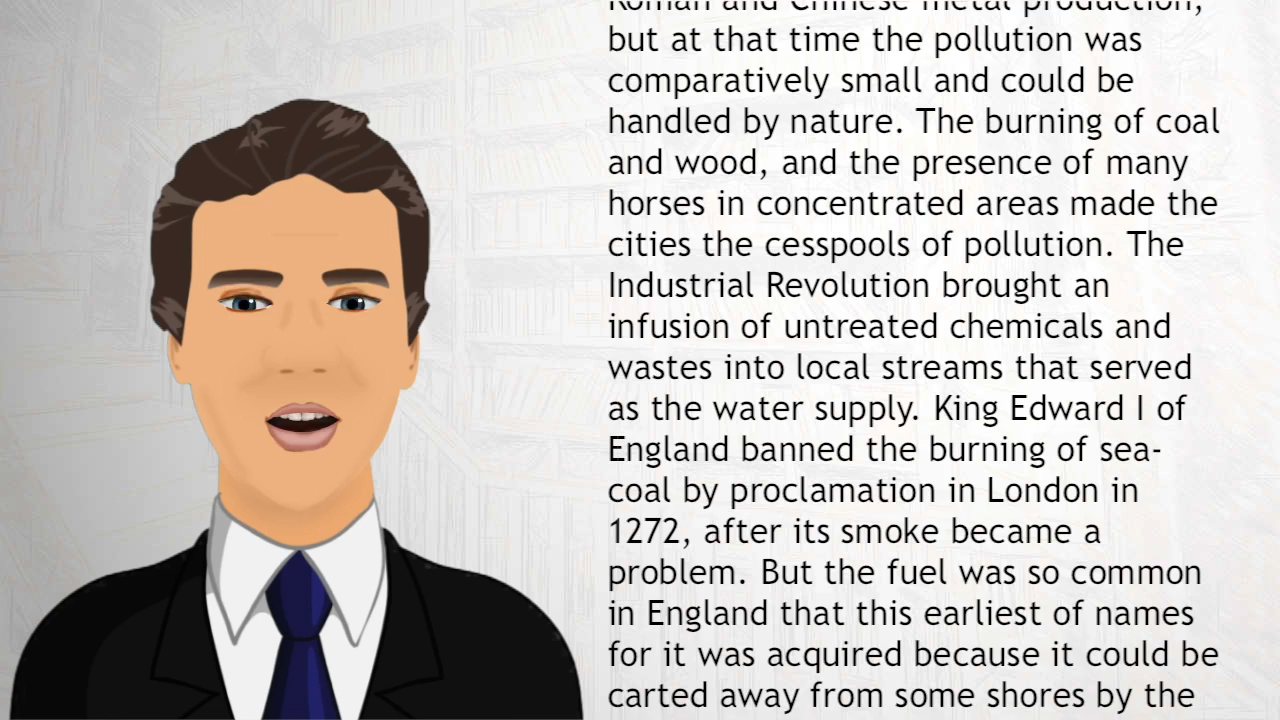 Roman and Chinese metal production,
but at that time the pollution was
comparatively small and could be
handled by nature. The burning of coal
and wood, and the presence of many
horses in concentrated areas made the
cities the cesspools of pollution. The
Industrial Revolution brought an
infusion of untreated chemicals and
wastes into local streams that served
as the water supply. King Edward I of
England banned the burning of sea-
coal by proclamation in London in
1272, after its smoke became a
problem. But the fuel was so common
in England that this earliest of names
for it was acquired because it could be
carted away from some shores by the